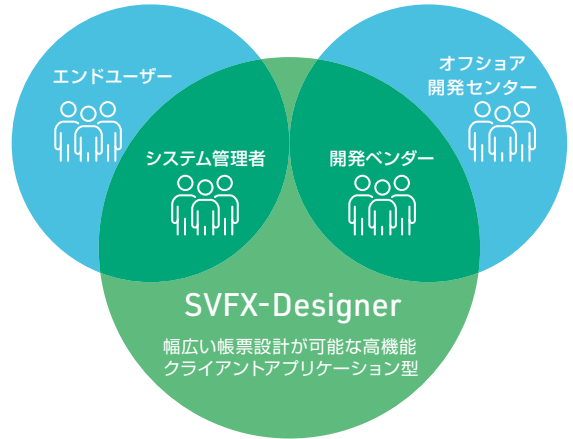 エンドユーザー
オフショア
開発センター
システム管理者
開発ベンダー
SVFX-Designer
幅広い帳票設計が可能な高機能
クライアントアプリケーション型